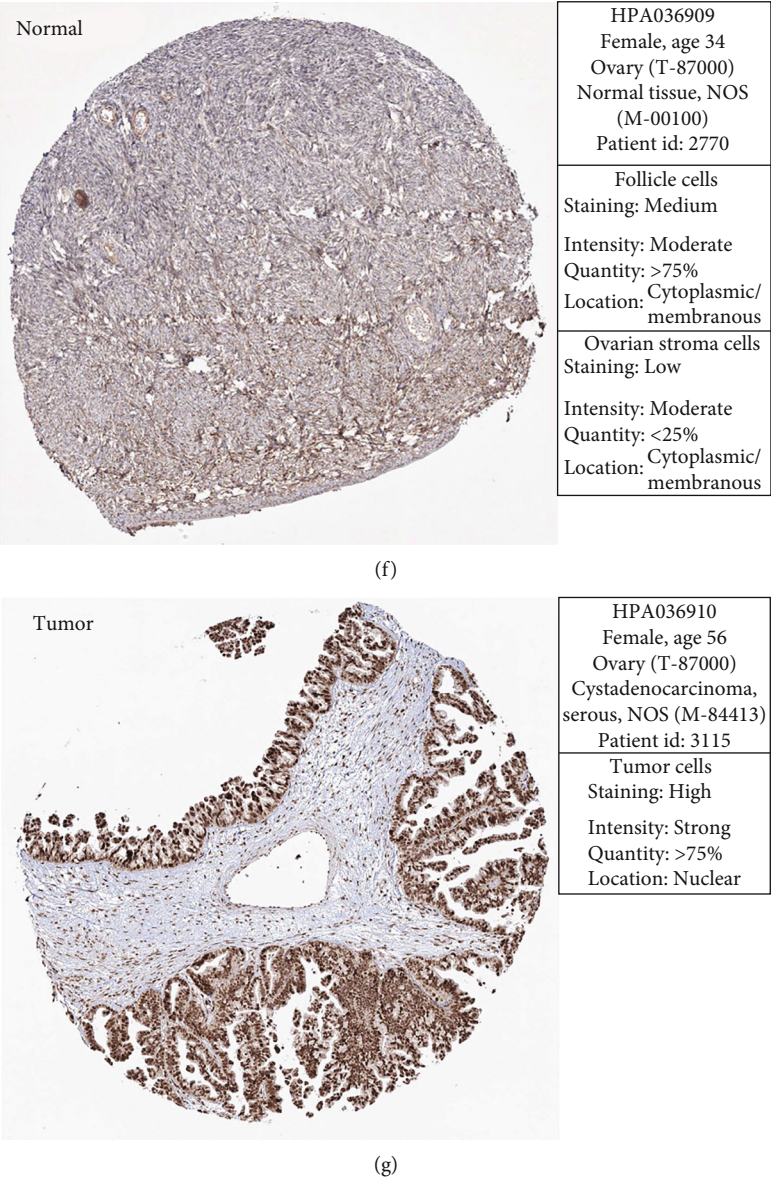 Normal
HPA036909
Female, age 34
Ovary (T-87000)
Normal tissue, NOS
(M-00100)
Patient id: 2770
Follicle cells
Staining: Medium
Intensity: Moderate
Quantity: >75%
Location: Cytoplasmic/
membranous
Ovarian stroma cells
Staining: Low
Intensity: Moderate
Quantity: <25%
Location: Cytoplasmic/
membranous
(f)
Tumor
HPA036910
Female, age 56
Ovary (T-87000)
Cystadenocarcinoma,
serous, NOS (M-84413)
Patient id: 3115
Tumor cells
Staining: High
Intensity: Strong
Quantity: >75%
Location: Nuclear
(g)